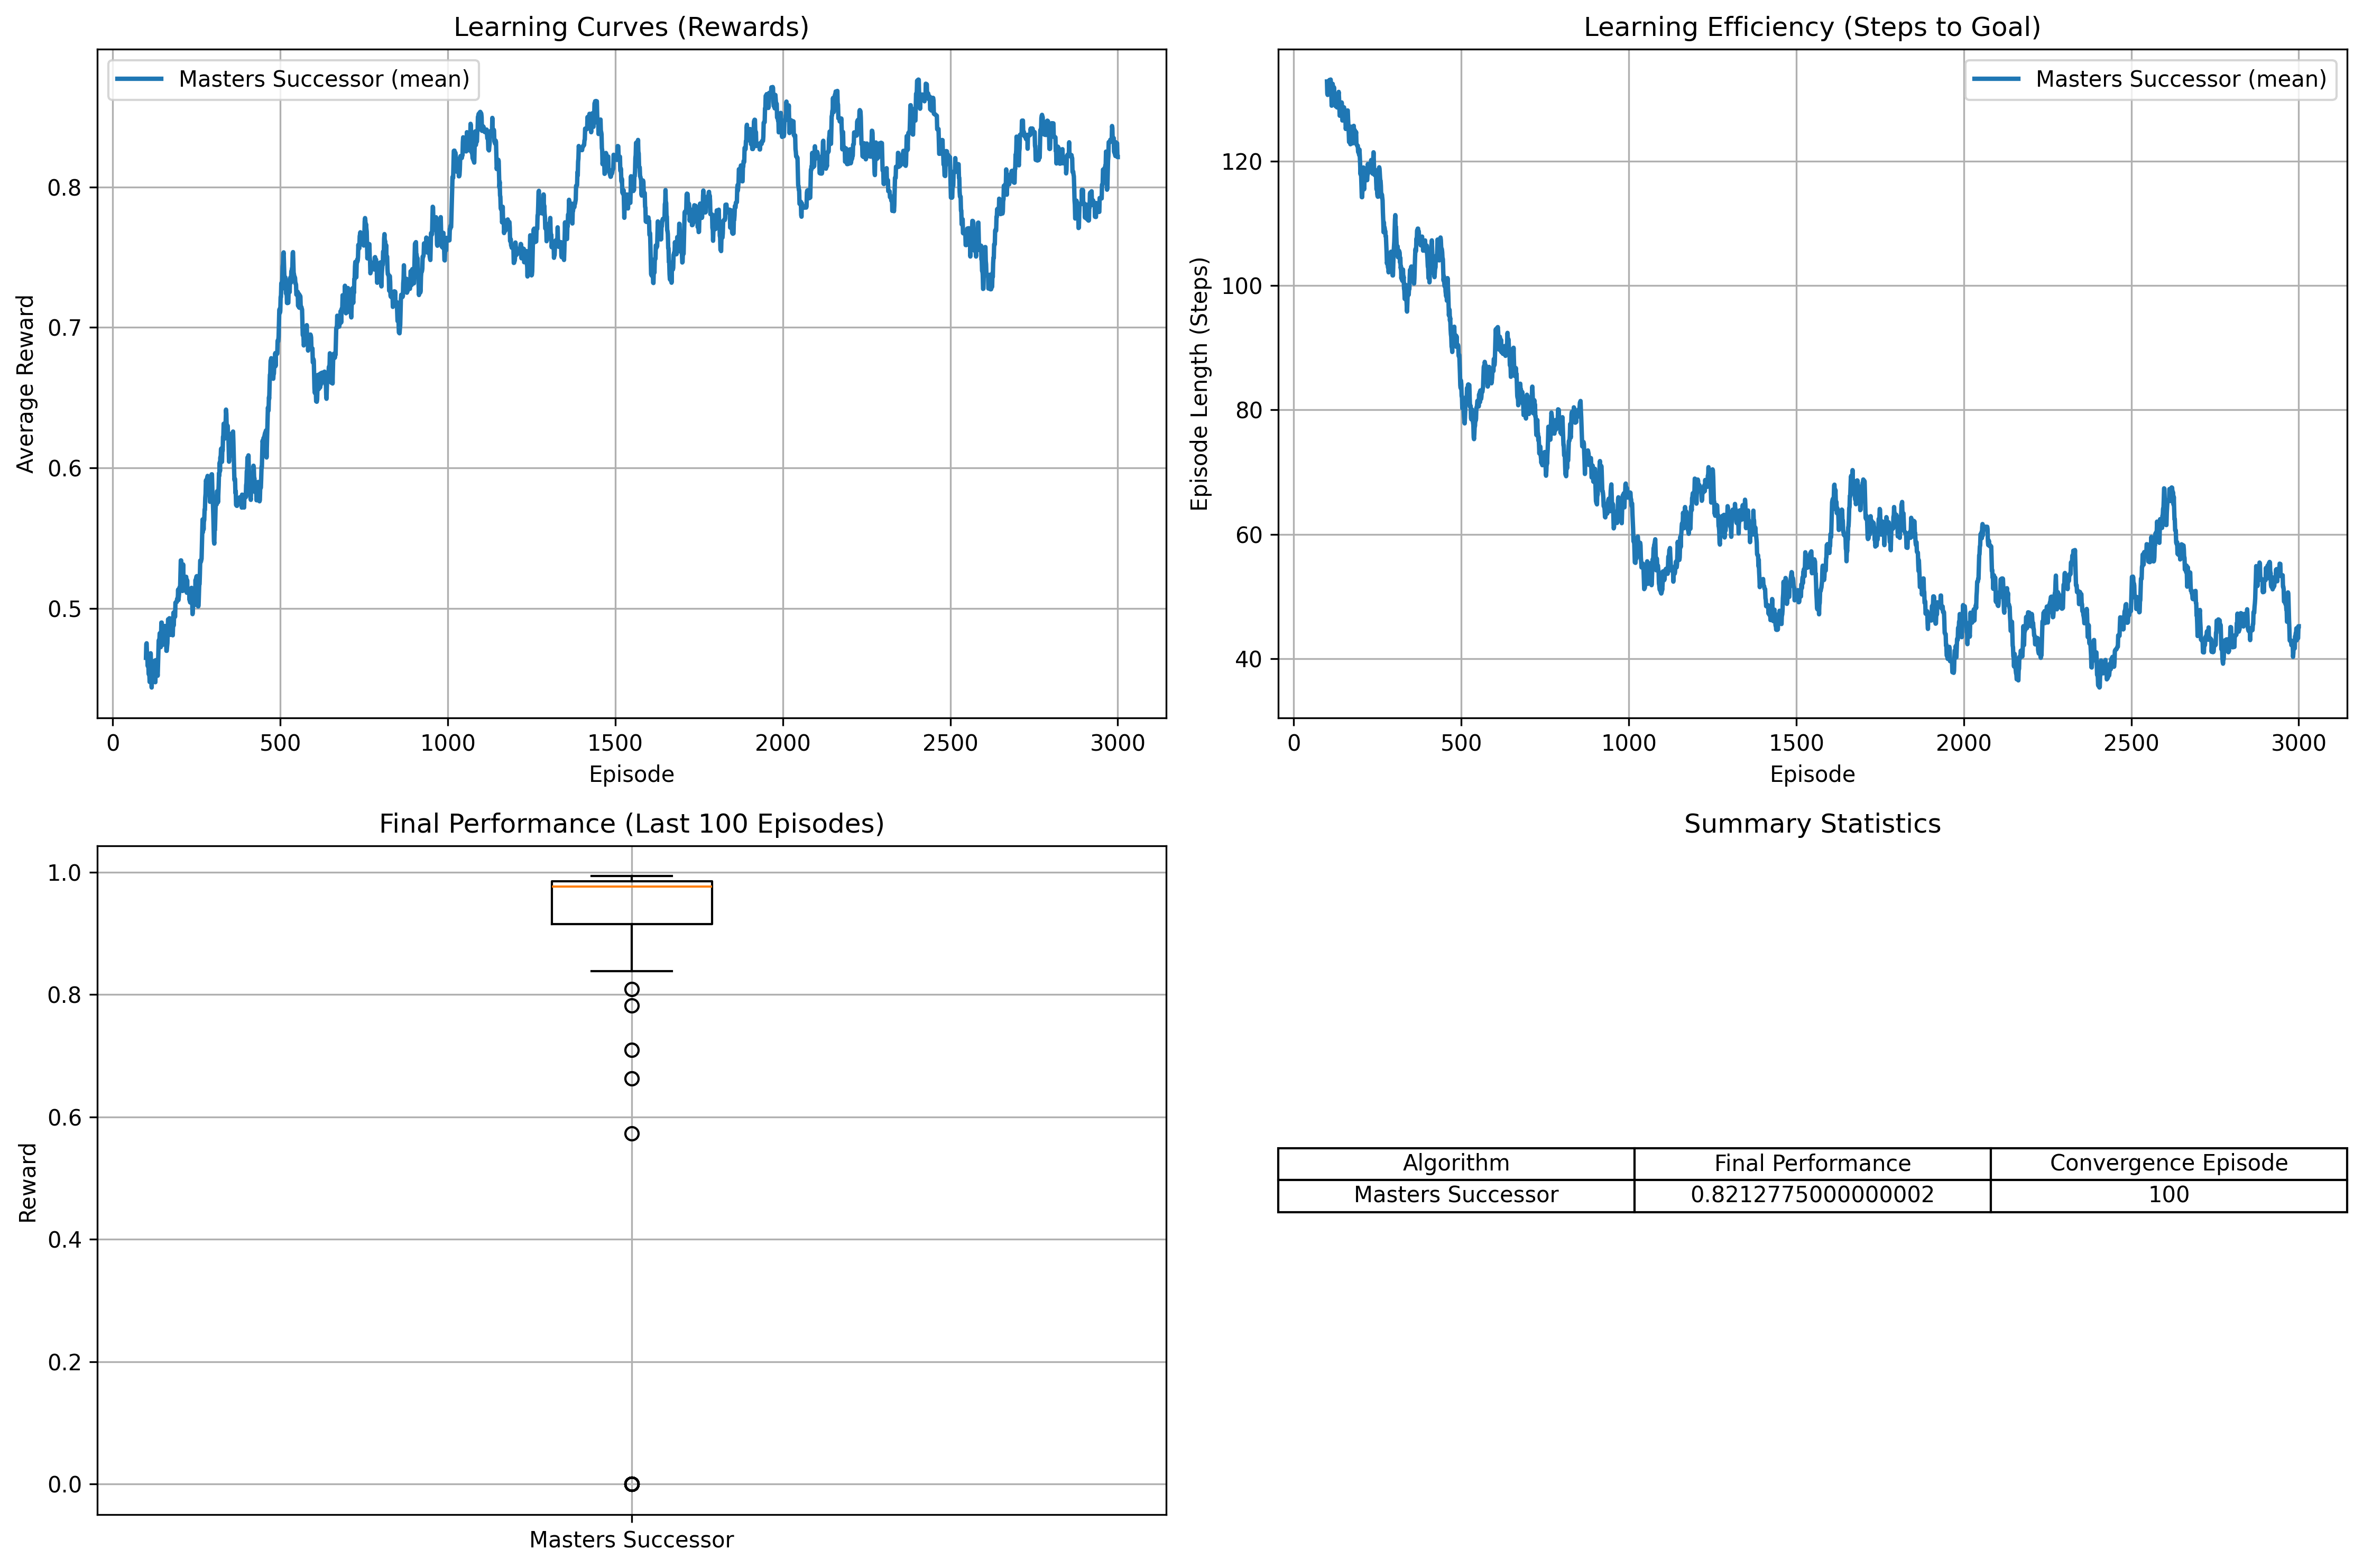 Learning Curves (Rewards)
Masters Successor (mean)
Average Reward
0.8
0.7
0.6
0.5
0 500 1000 1500 2000 2500 3000
Episode
Learning Efficiency (Steps to Goal)
Masters Successor (mean)
Episode Length (Steps)
120
100
80
60
40
0 500 1000 1500 2000 2500 3000
Episode
Final Performance (Last 100 Episodes)
Reward
1.0
0.8
0.6
0.4
0.2
0.0
Masters Successor
Summary Statistics
Algorithm Final Performance Convergence Episode
Masters Successor 0.8212775000000002 100